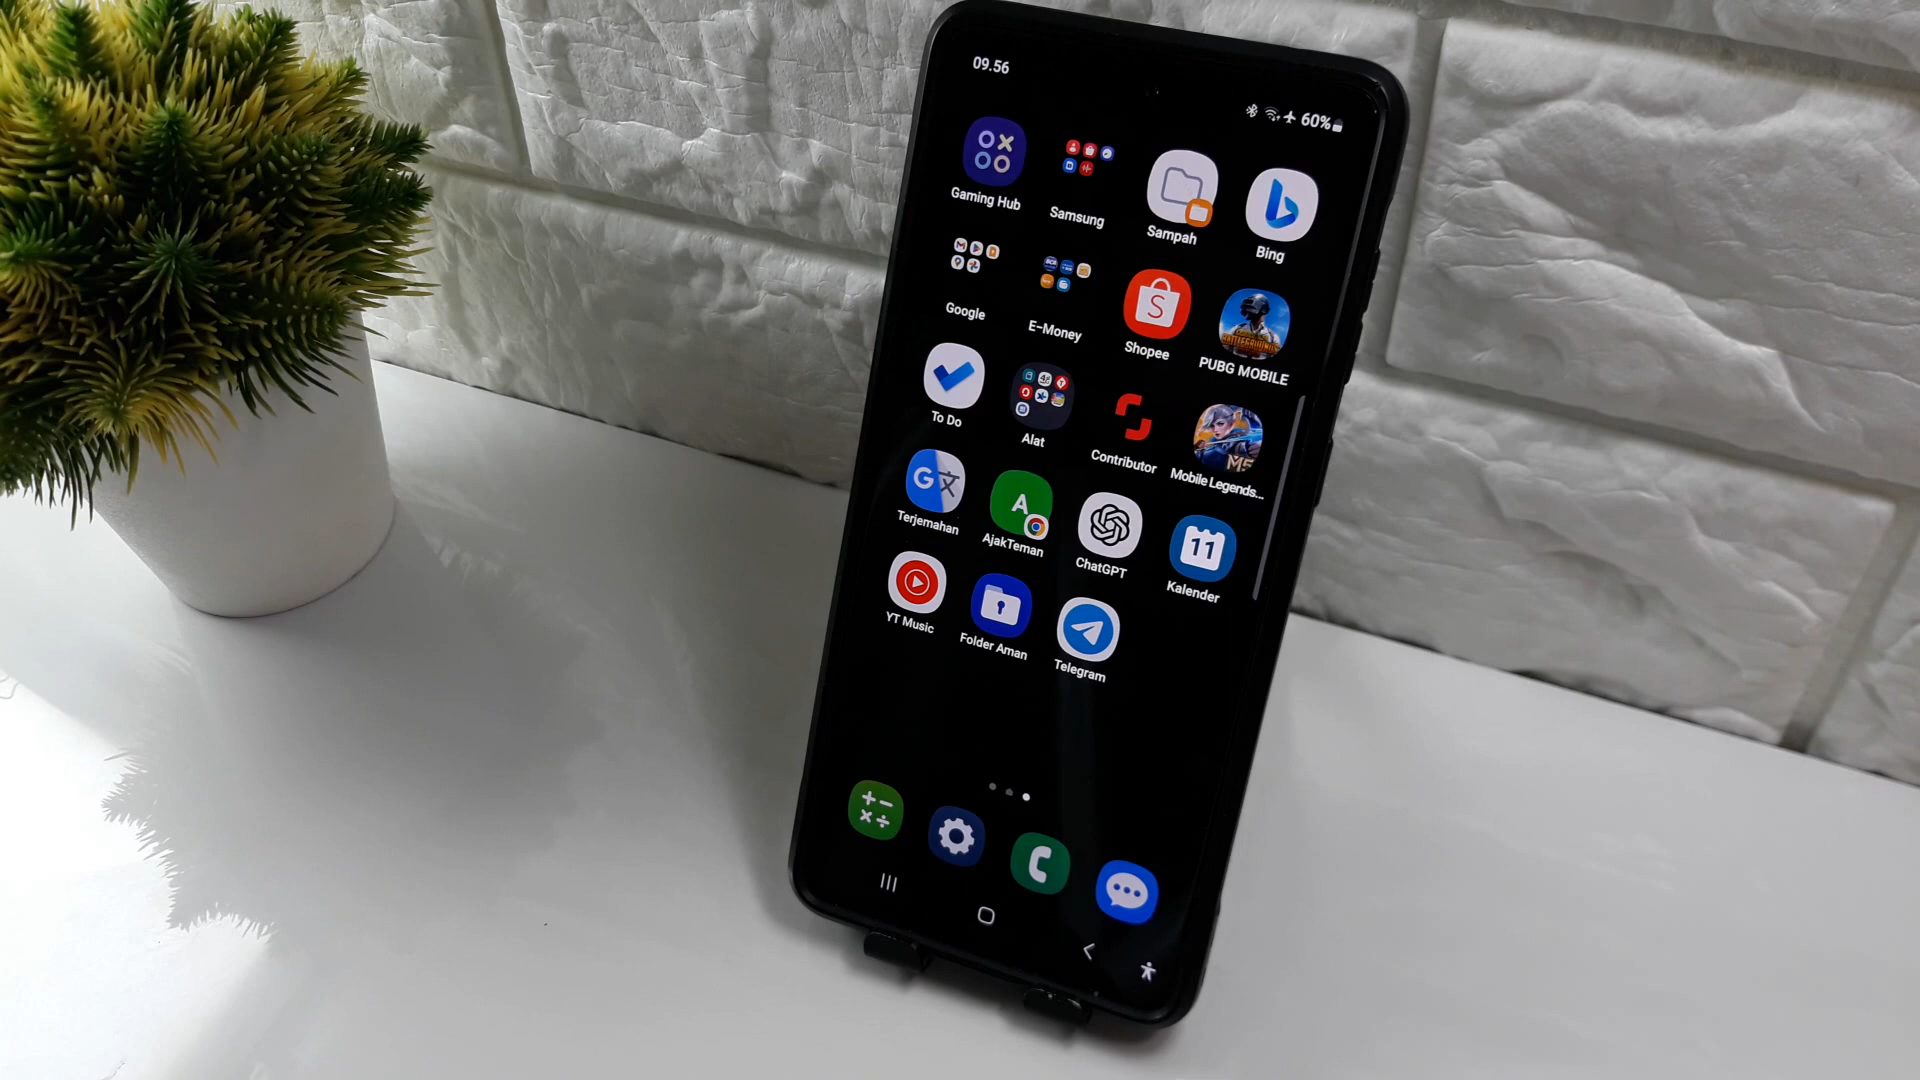 09.56
60%
Gaming Hub
Samsung
Sampah
Bing
Google
E-Money
Shopee
PUBG MOBILE
To Do
Alat
Contributor
M5
Mobile Legends...
G
Terjemahan
A
AjakTeman
ChatGPT
11
Kalender
YT Music
Folder Aman
Telegram